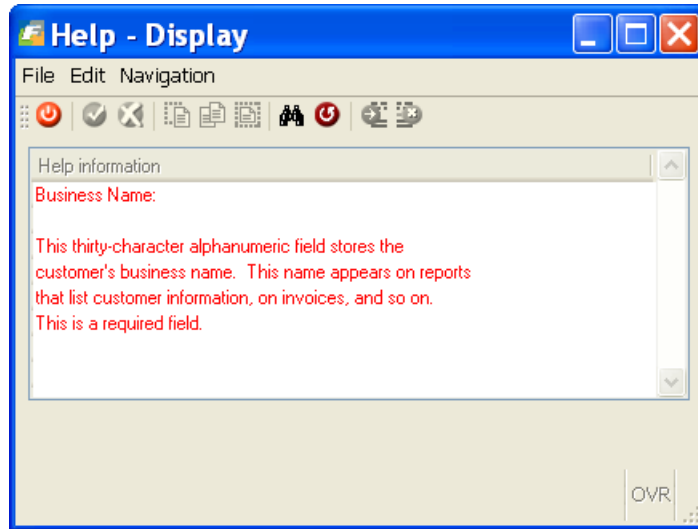 Help - Display
File Edit Navigation
Help information
Business Name:
This thirty-character alphanumeric field stores the
customer's business name.  This name appears on reports
that list customer information, on invoices, and so on.
This is a required field.
OVR